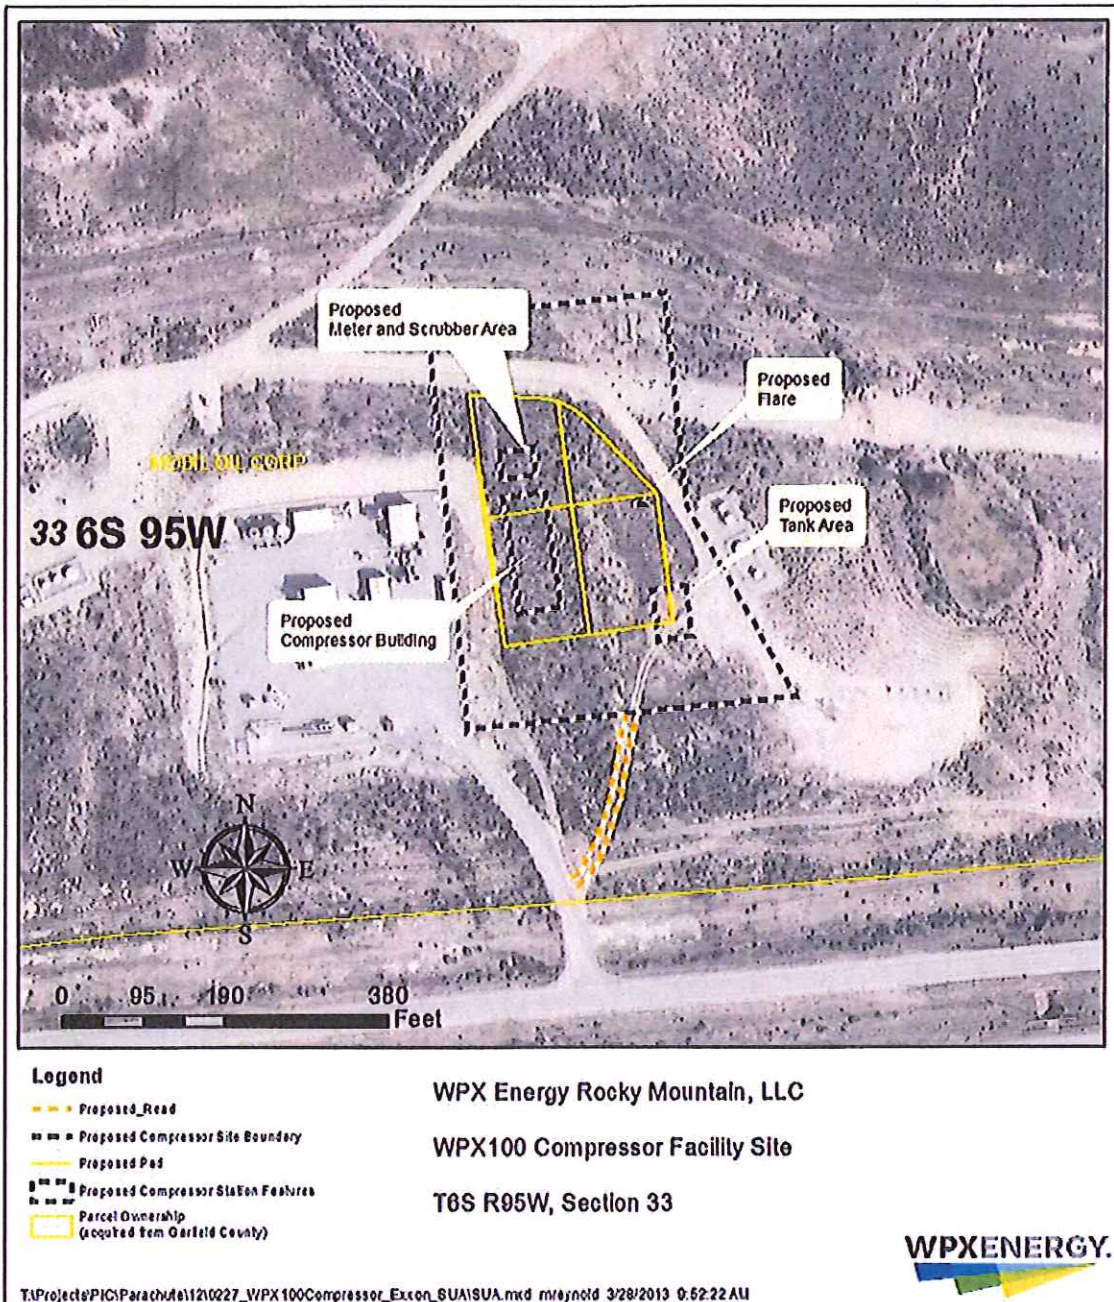 Proposed
Meter and Scrubber Area
Proposed
Flare
MOBIL OIL CORP
33 6S 95W
Proposed
Tank Area
Proposed
Compressor Building
N
W E
S
0 95 190 380
Feet
Legend
Proposed_Road
Proposed Compressor Site Boundary
Proposed Pad
Proposed Compressor Station Features
Parcel Ownership
(acquired from Garfield County)
WPX Energy Rocky Mountain, LLC
WPX100 Compressor Facility Site
T6S R95W, Section 33
WPXENERGY.
T:\Projects\PIC\Parachute\12\0227_WPX100Compressor_Exxon_SUA\SUA.mxd mreynold 3/28/2013 9:52:22 AM